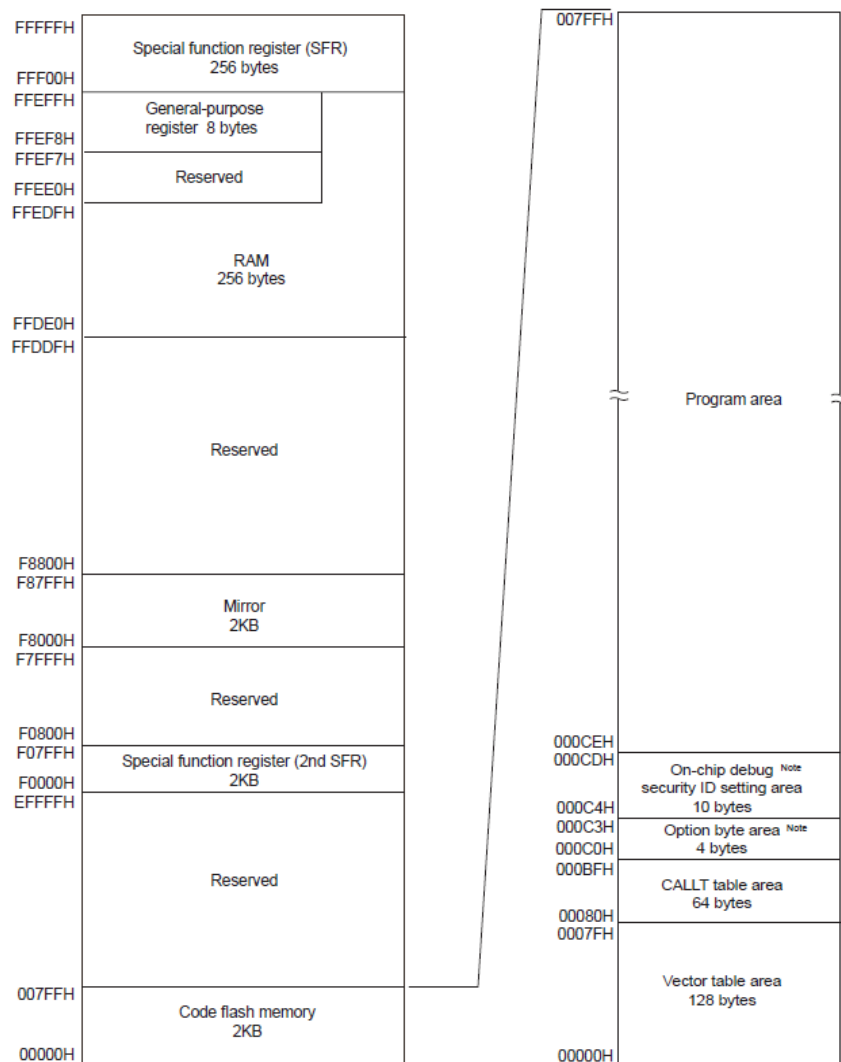 FFFFFH
Special function register (SFR)
256 bytes
FFF00H
FFEFFH
General-purpose
register 8 bytes
FFEF8H
FFEF7H
Reserved
FFEE0H
FFEDFH
RAM
256 bytes
FFDE0H
FFDDFH
Reserved
F8800H
F87FFH
Mirror
2KB
F8000H
F7FFFH
Reserved
F0800H
F07FFH
Special function register (2nd SFR)
2KB
F0000H
EFFFFH
Reserved
007FFH
Code flash memory
2KB
00000H
007FFH
Program area
000CEH
000CDH
On-chip debug Note
security ID setting area
10 bytes
000C4H
000C3H
Option byte area Note
4 bytes
000C0H
000BFH
CALLT table area
64 bytes
00080H
0007FH
Vector table area
128 bytes
00000H